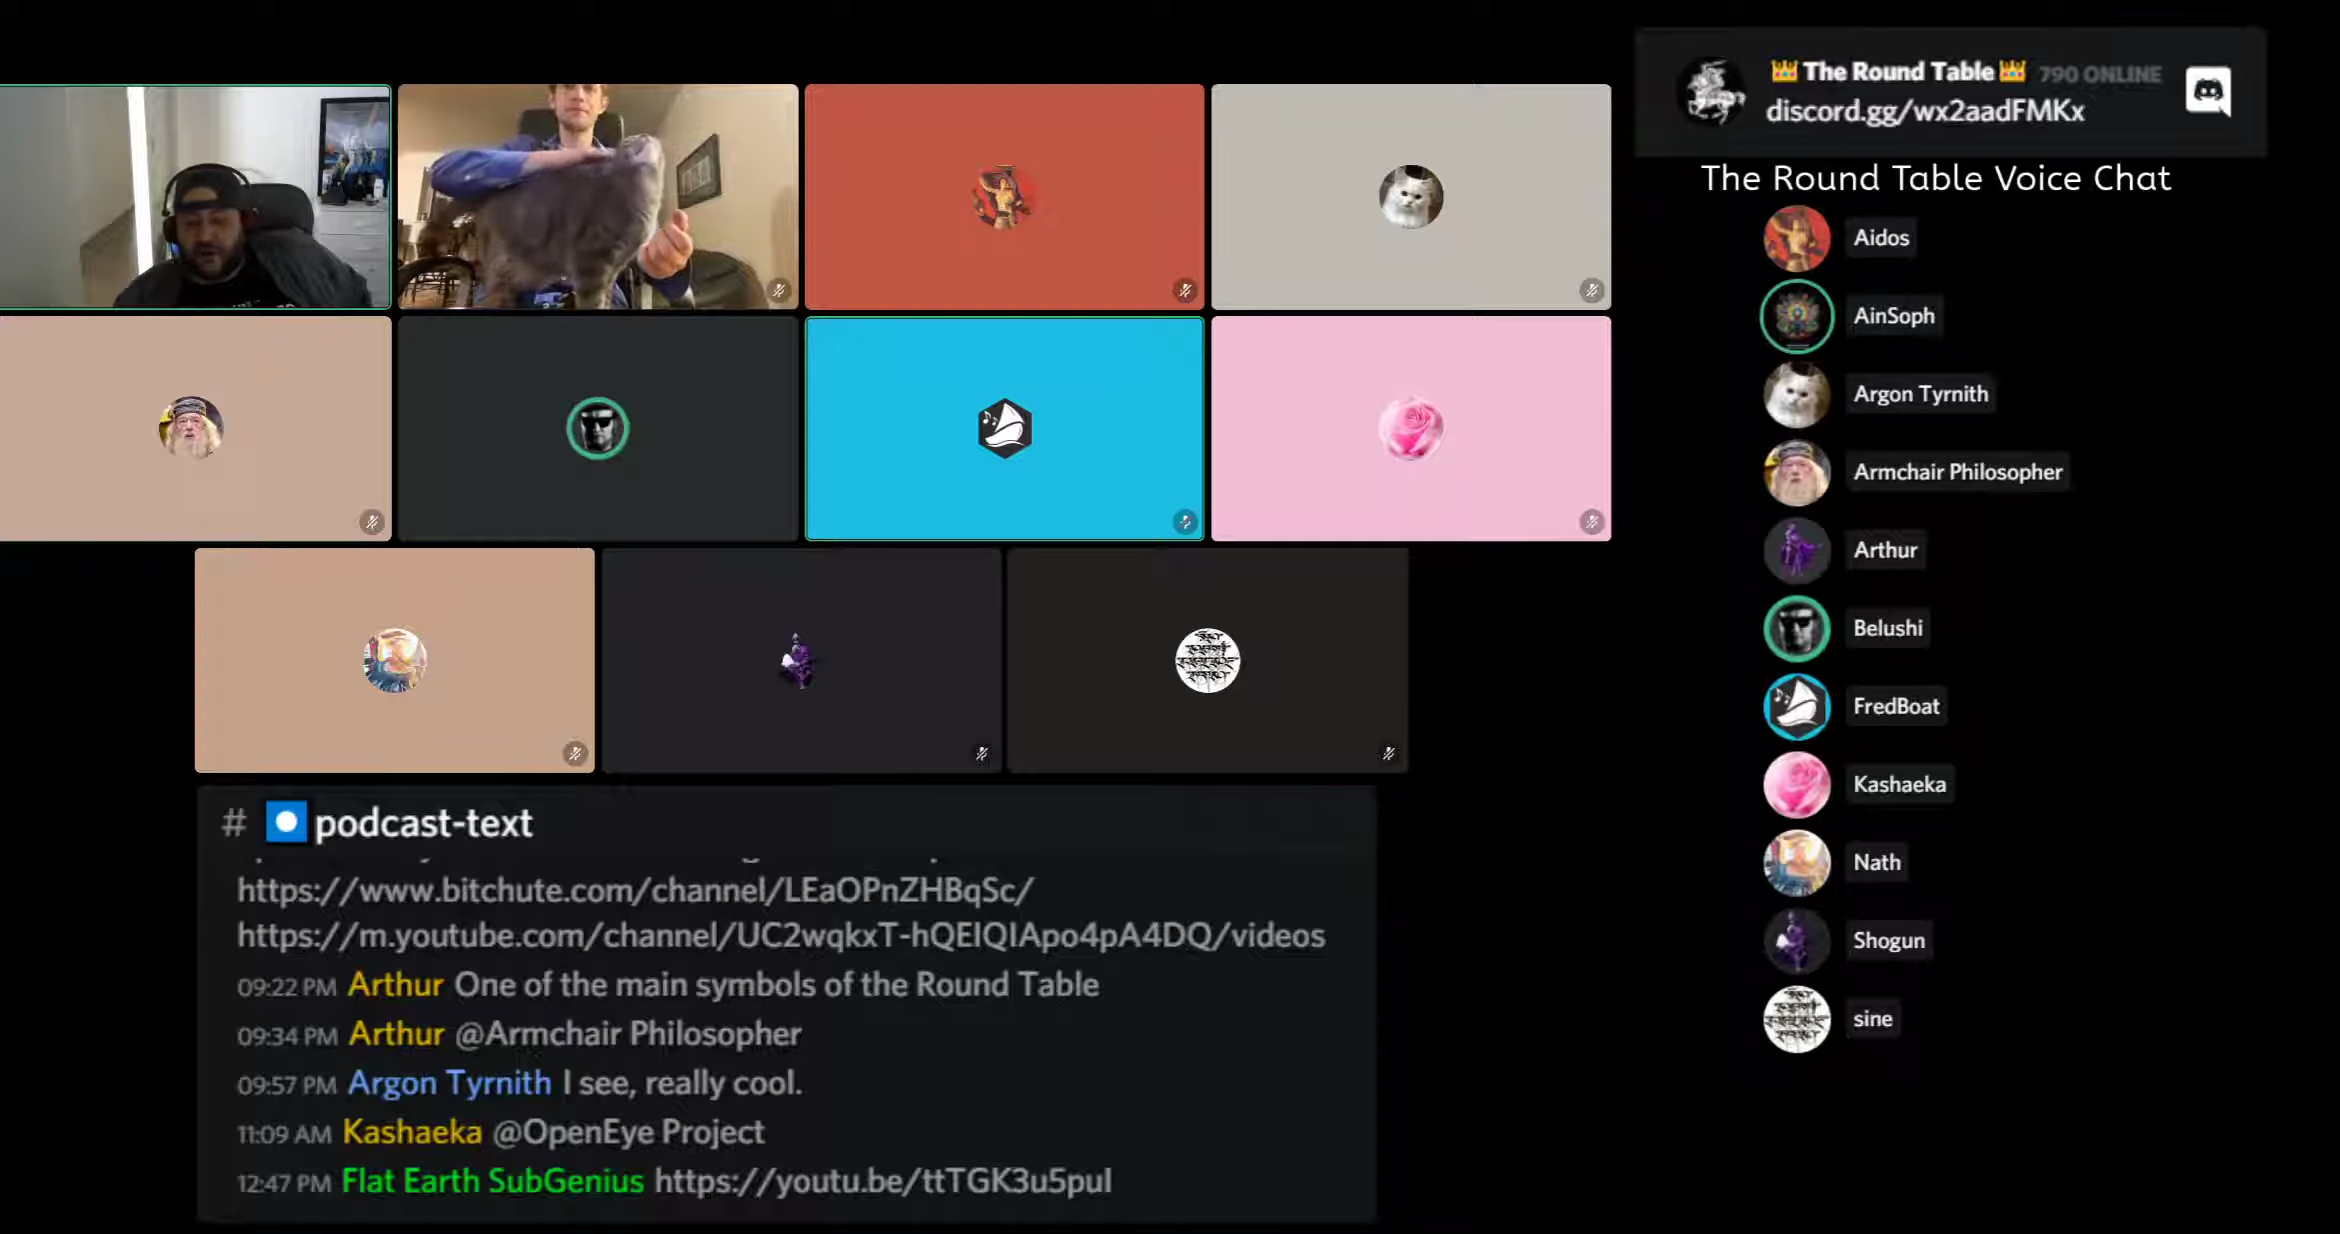 👑 The Round Table 👑 790 ONLINE
discord.gg/wx2aadFMKx
The Round Table Voice Chat
Aidos
AinSoph
Argon Tyrnith
Armchair Philosopher
Arthur
Belushi
FredBoat
Kashaeka
Nath
Shogun
sine
# podcast-text
https://www.bitchute.com/channel/LEaOPnZHBqSc/
https://m.youtube.com/channel/UC2wqkxT-hQEIQIApo4pA4DQ/videos
09:22 PM Arthur One of the main symbols of the Round Table
09:34 PM Arthur @Armchair Philosopher
09:57 PM Argon Tyrnith I see, really cool.
11:09 AM Kashaeka @OpenEye Project
12:47 PM Flat Earth SubGenius https://youtu.be/ttTGK3u5puI